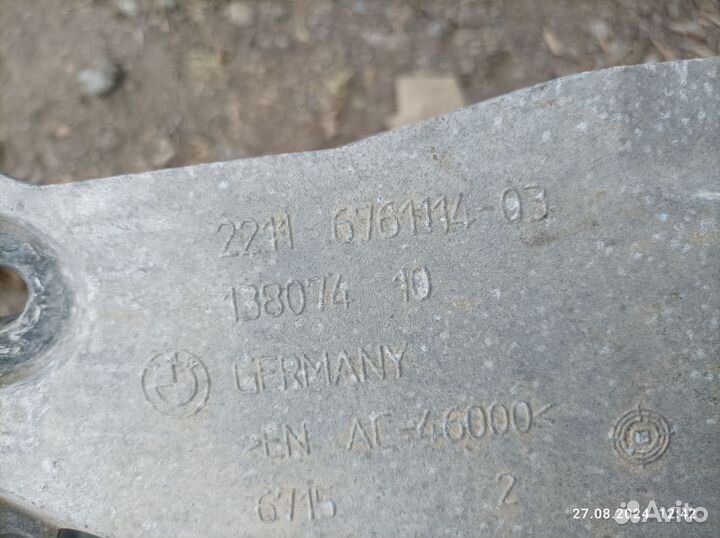 2211 6761114-03
138074 10
GERMANY
>EN AC-46000<
6715 2
27.08.2024 12:42
Avito